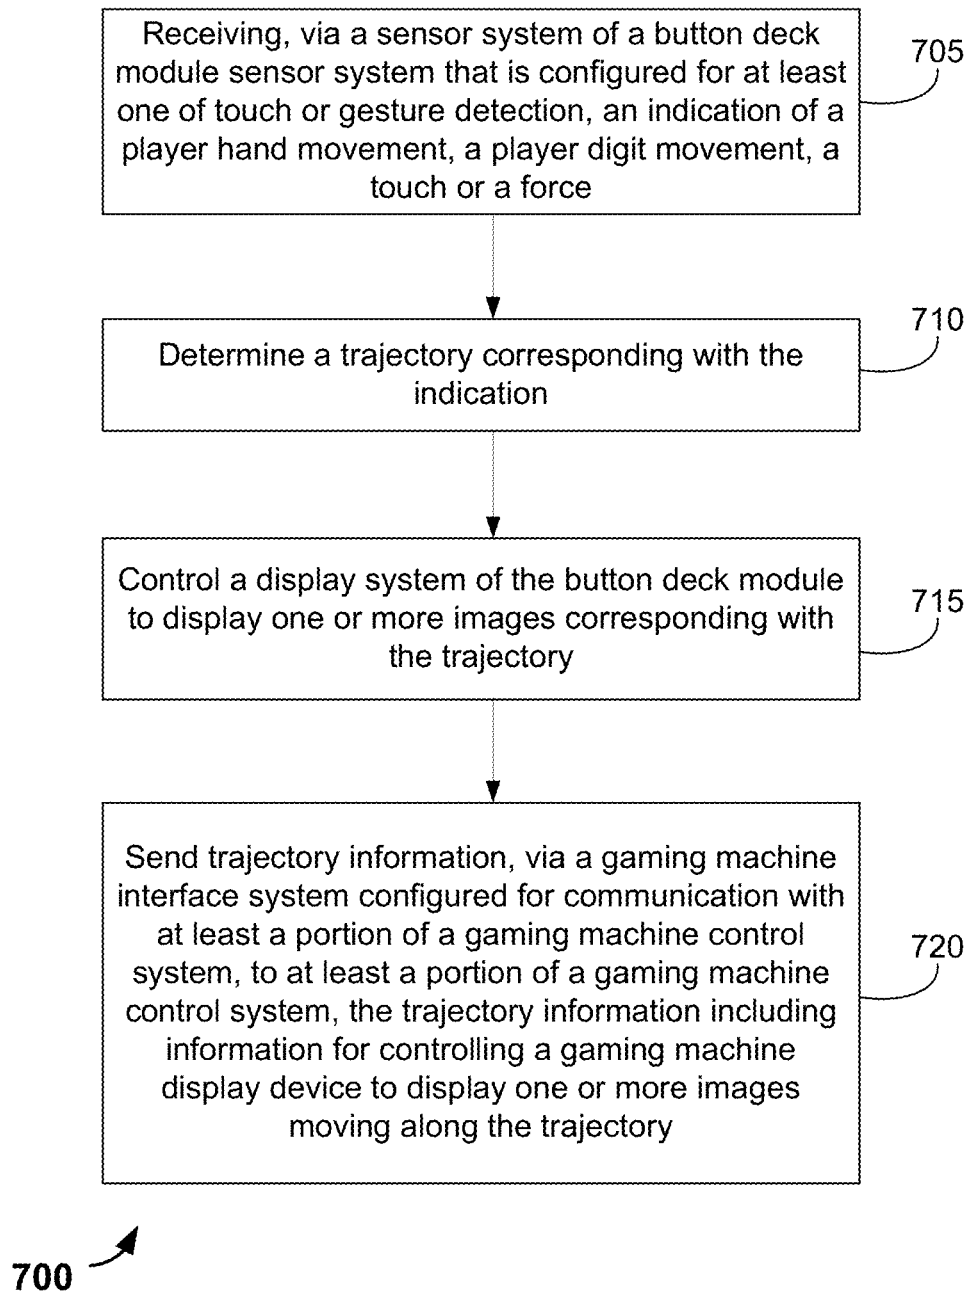 Receiving, via a sensor system of a button deck
module sensor system that is configured for at least
one of touch or gesture detection, an indication of a
player hand movement, a player digit movement, a
touch or a force
705
Determine a trajectory corresponding with the
indication
710
Control a display system of the button deck module
to display one or more images corresponding with
the trajectory
715
Send trajectory information, via a gaming machine
interface system configured for communication with
at least a portion of a gaming machine control
system, to at least a portion of a gaming machine
control system, the trajectory information including
information for controlling a gaming machine
display device to display one or more images
moving along the trajectory
720
700